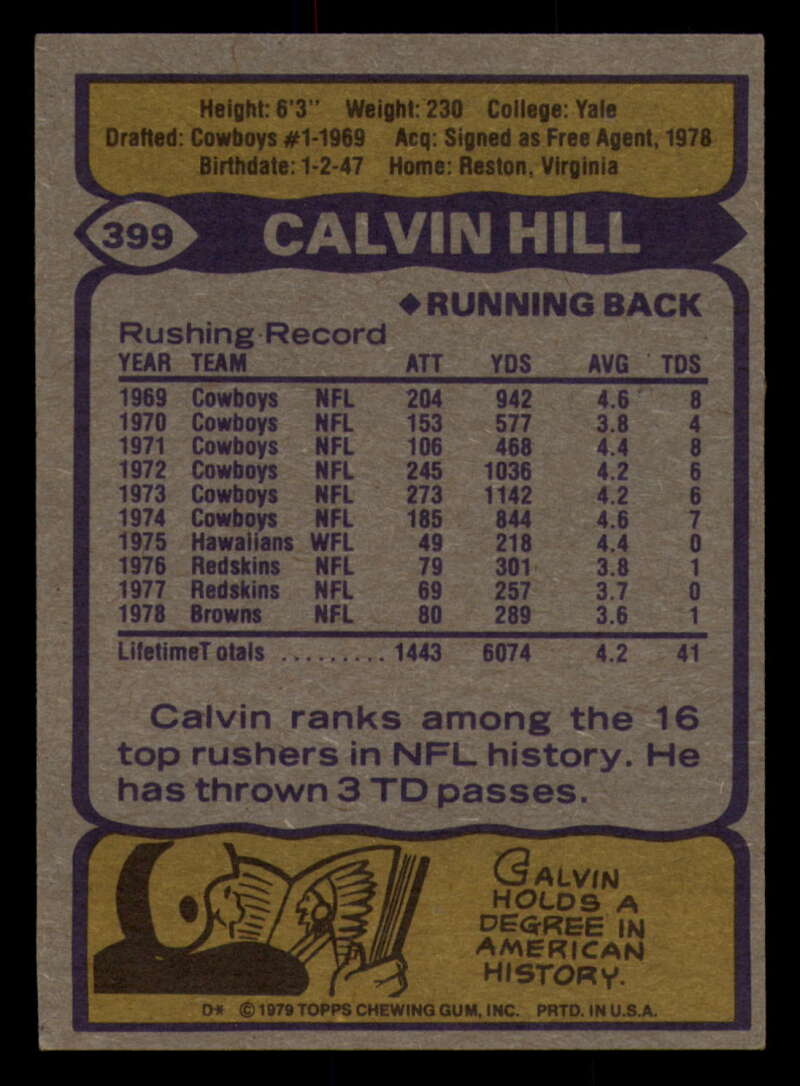 Height: 6'3" Weight: 230 College: Yale
Drafted: Cowboys #1-1969 Acq: Signed as Free Agent, 1978
Birthdate: 1-2-47 Home: Reston, Virginia
399 CALVIN HILL
◆RUNNING BACK
Rushing Record
YEAR TEAM ATT YDS AVG TDS
1969 Cowboys NFL 204 942 4.6 8
1970 Cowboys NFL 153 577 3.8 4
1971 Cowboys NFL 106 468 4.4 8
1972 Cowboys NFL 245 1036 4.2 6
1973 Cowboys NFL 273 1142 4.2 6
1974 Cowboys NFL 185 844 4.6 7
1975 Hawaiians WFL 49 218 4.4 0
1976 Redskins NFL 79 301 3.8 1
1977 Redskins NFL 69 257 3.7 0
1978 Browns NFL 80 289 3.6 1
LifetimeT otals .......... 1443 6074 4.2 41
Calvin ranks among the 16
top rushers in NFL history. He
has thrown 3 TD passes.
CALVIN
HOLDS A
DEGREE IN
AMERICAN
HISTORY.
D* © 1979 TOPPS CHEWING GUM, INC. PRTD. IN U.S.A.